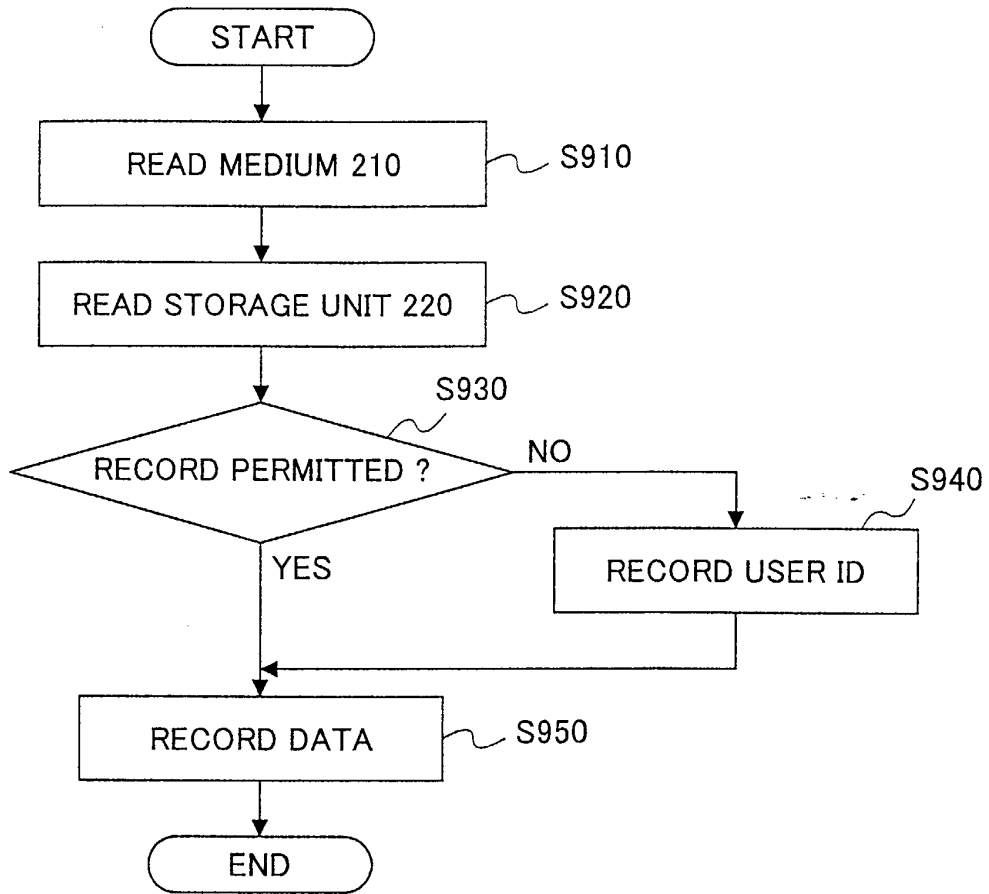 START
READ MEDIUM 210
S910
READ STORAGE UNIT 220
S920
S930
RECORD PERMITTED ?
NO
S940
YES
RECORD USER ID
RECORD DATA
S950
END